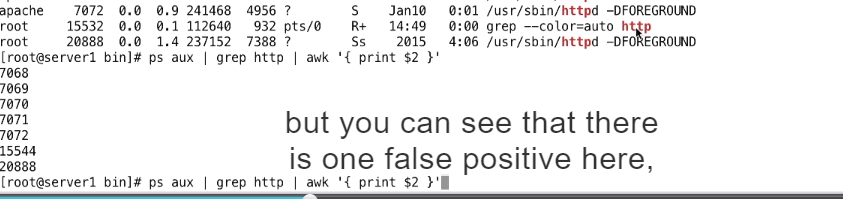 apache    7072  0.0  0.9 241468  4956 ?        S    Jan10   0:01 /usr/sbin/httpd -DFOREGROUND
root     15532  0.0  0.1 112640   932 pts/0    R+   14:49   0:00 grep --color=auto http
root     20888  0.0  1.4 237152  7388 ?        Ss    2015   4:06 /usr/sbin/httpd -DFOREGROUND
[root@server1 bin]# ps aux | grep http | awk '{ print $2 }'
7068
7069
7070
7071
7072
15544
20888
but you can see that there
is one false positive here,
[root@server1 bin]# ps aux | grep http | awk '{ print $2 }'